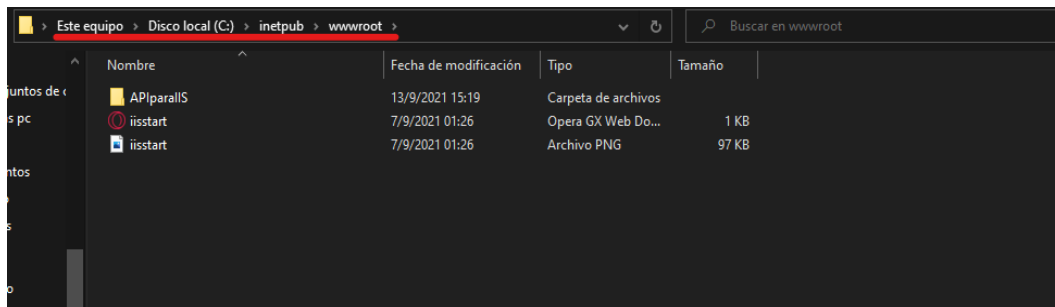 Este equipo > Disco local (C:) > inetpub > wwwroot >
Buscar en wwwroot
Nombre Fecha de modificación Tipo Tamaño
APIparaIIS 13/9/2021 15:19 Carpeta de archivos
iisstart 7/9/2021 01:26 Opera GX Web Do... 1 KB
iisstart 7/9/2021 01:26 Archivo PNG 97 KB
juntos de
s pc
ntos
s
o